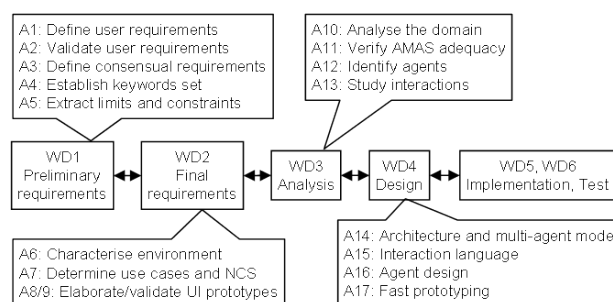 A1: Define user requirements
A2: Validate user requirements
A3: Define consensual requirements
A4: Establish keywords set
A5: Extract limits and constraints
A10: Analyse the domain
A11: Verify AMAS adequacy
A12: Identify agents
A13: Study interactions
WD1
Preliminary
requirements
WD2
Final
requirements
WD3
Analysis
WD4
Design
WD5, WD6
Implementation, Test
A6: Characterise environment
A7: Determine use cases and NCS
A8/9: Elaborate/validate UI prototypes
A14: Architecture and multi-agent model
A15: Interaction language
A16: Agent design
A17: Fast prototyping